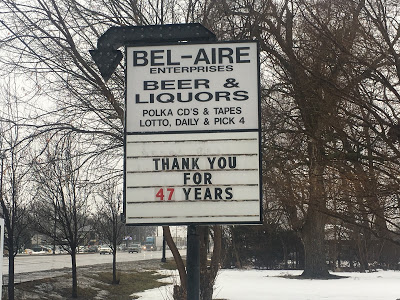 BEL-AIRE
ENTERPRISES
BEER &
LIQUORS
POLKA CD'S & TAPES
LOTTO, DAILY & PICK 4
THANK YOU
FOR
47 YEARS